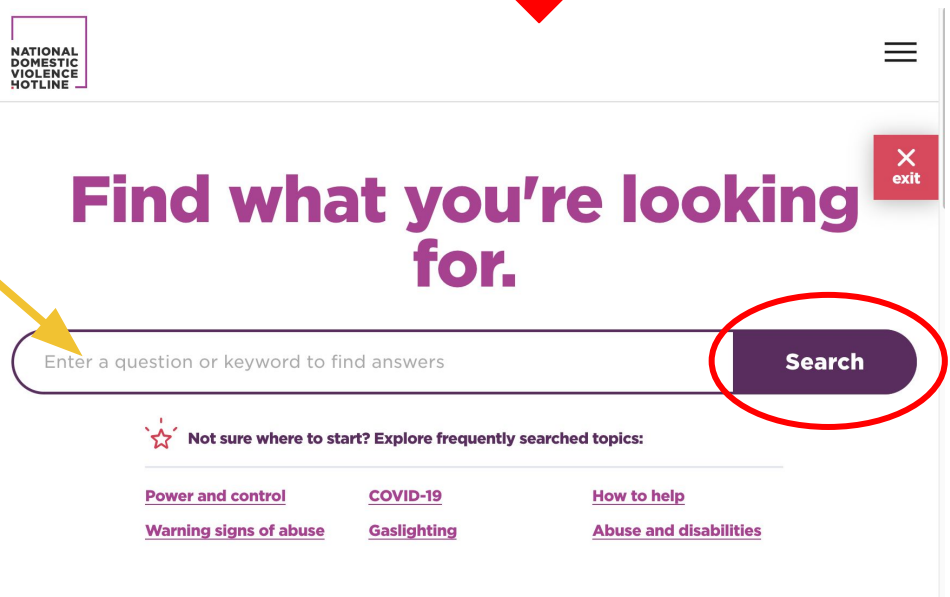 NATIONAL
DOMESTIC
VIOLENCE
HOTLINE
exit
Find what you're looking
for.
Enter a question or keyword to find answers
Search
Not sure where to start? Explore frequently searched topics:
Power and control
COVID-19
How to help
Warning signs of abuse
Gaslighting
Abuse and disabilities